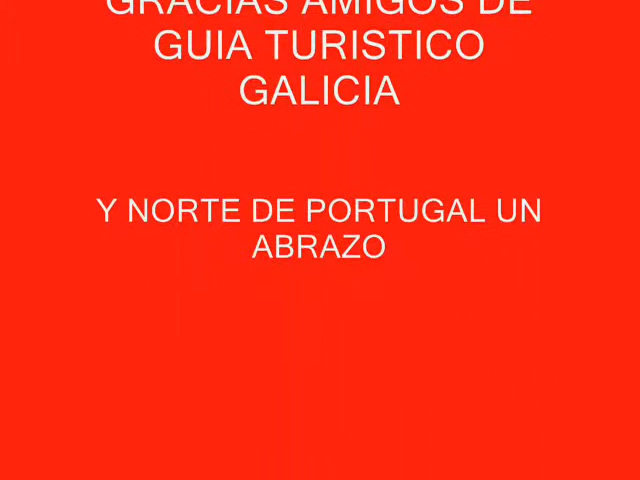 GRACIAS AMIGOS DE
GUIA TURISTICO
GALICIA
Y NORTE DE PORTUGAL UN
ABRAZO